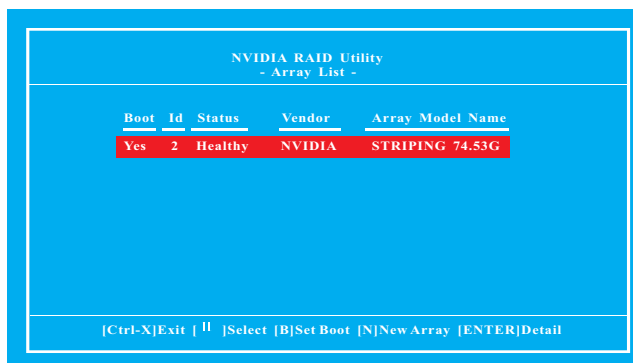 NVIDIA RAID Utility
- Array List -
Boot Id Status Vendor Array Model Name
Yes 2 Healthy NVIDIA STRIPING 74.53G
[Ctrl-X]Exit [ ]Select [B]Set Boot [N]New Array [ENTER]Detail